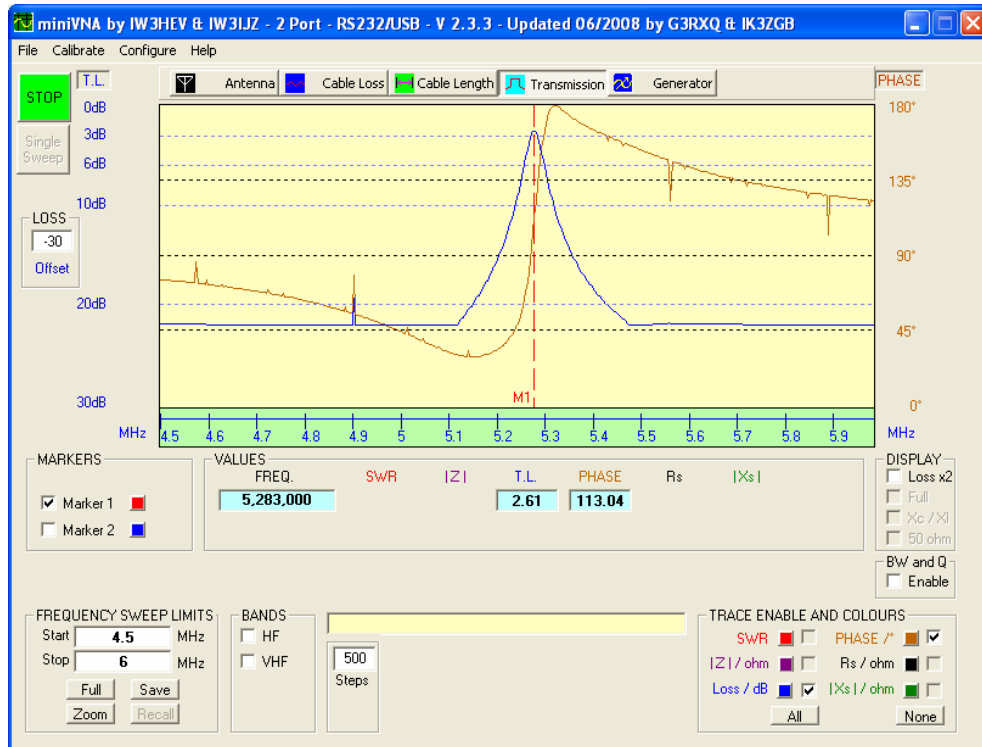 miniVNA by IW3HEV & IW3IJZ - 2 Port - RS232/USB - V 2.3.3 - Updated 06/2008 by G3RXQ & IK3ZGB
File Calibrate Configure Help
STOP
Single Sweep
T.L.
Antenna Cable Loss Cable Length Transmission Generator
PHASE
0dB
3dB
6dB
10dB
20dB
30dB
180°
135°
90°
45°
0°
LOSS
-30
Offset
M1
MHz 4.5 4.6 4.7 4.8 4.9 5 5.1 5.2 5.3 5.4 5.5 5.6 5.7 5.8 5.9 MHz
MARKERS
Marker 1
Marker 2
VALUES
FREQ. SWR |Z| T.L. PHASE Rs |Xs|
5,283,000 2.61 113.04
DISPLAY
Loss x2
Full
Xc / Xl
50 ohm
BW and Q
Enable
FREQUENCY SWEEP LIMITS
Start 4.5 MHz
Stop 6 MHz
Full Save
Zoom Recall
BANDS
HF
VHF
500
Steps
TRACE ENABLE AND COLOURS
SWR PHASE /°
|Z| / ohm Rs / ohm
Loss / dB |Xs| / ohm
All None